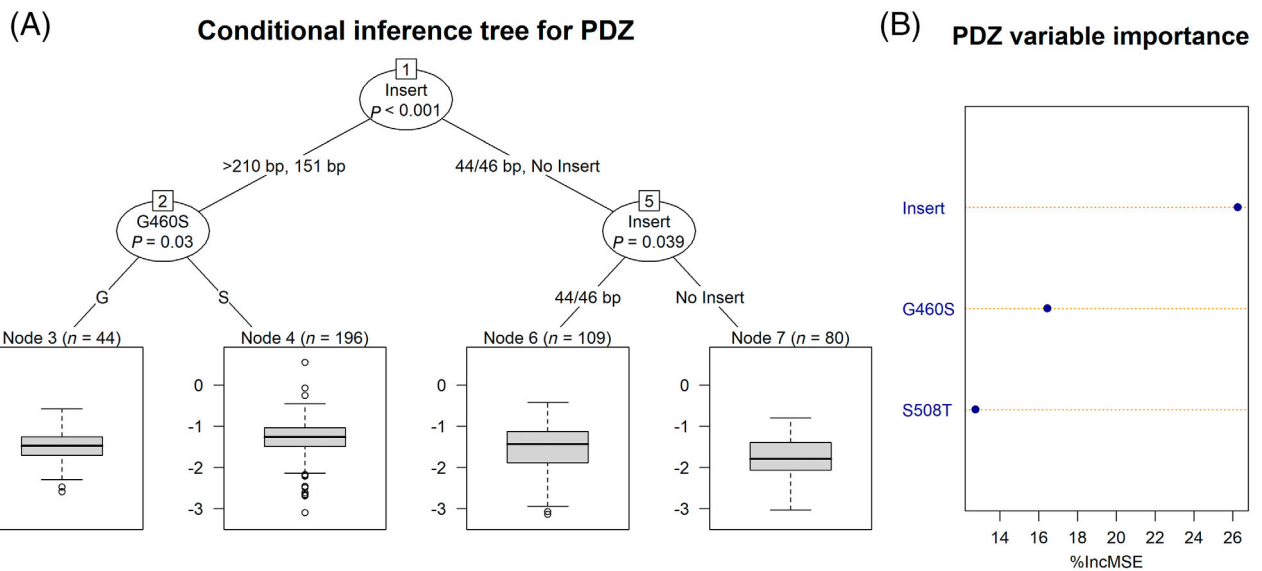 (A)
Conditional inference tree for PDZ
1
Insert
P < 0.001
>210 bp, 151 bp
44/46 bp, No Insert
2
G460S
P = 0.03
5
Insert
P = 0.039
G
S
44/46 bp
No Insert
Node 3 (n = 44)
Node 4 (n = 196)
Node 6 (n = 109)
Node 7 (n = 80)
0
-1
-2
-3
0
-1
-2
-3
0
-1
-2
-3
(B)
PDZ variable importance
Insert
G460S
S508T
14 16 18 20 22 24 26
%IncMSE